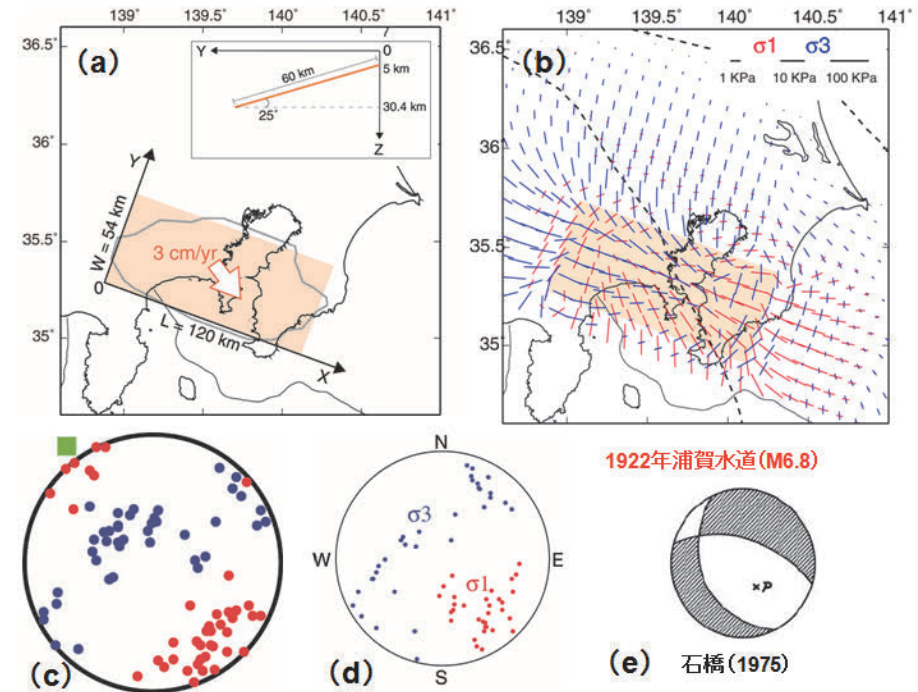 139° 139.5° 140° 140.5° 141°
36.5°
36°
35.5°
35°
(a)
Y
0
60 km
5 km
25°
30.4 km
Z
Y
W = 54 km
3 cm/yr
0
L = 120 km
X
139° 139.5° 140° 140.5° 141°
36.5°
36°
35.5°
35°
(b)
σ1 σ3
1 KPa 10 KPa 100 KPa
(c)
N
W
E
S
σ3
σ1
(d)
1922年浦賀水道(M6.8)
P
(e)
石橋(1975)